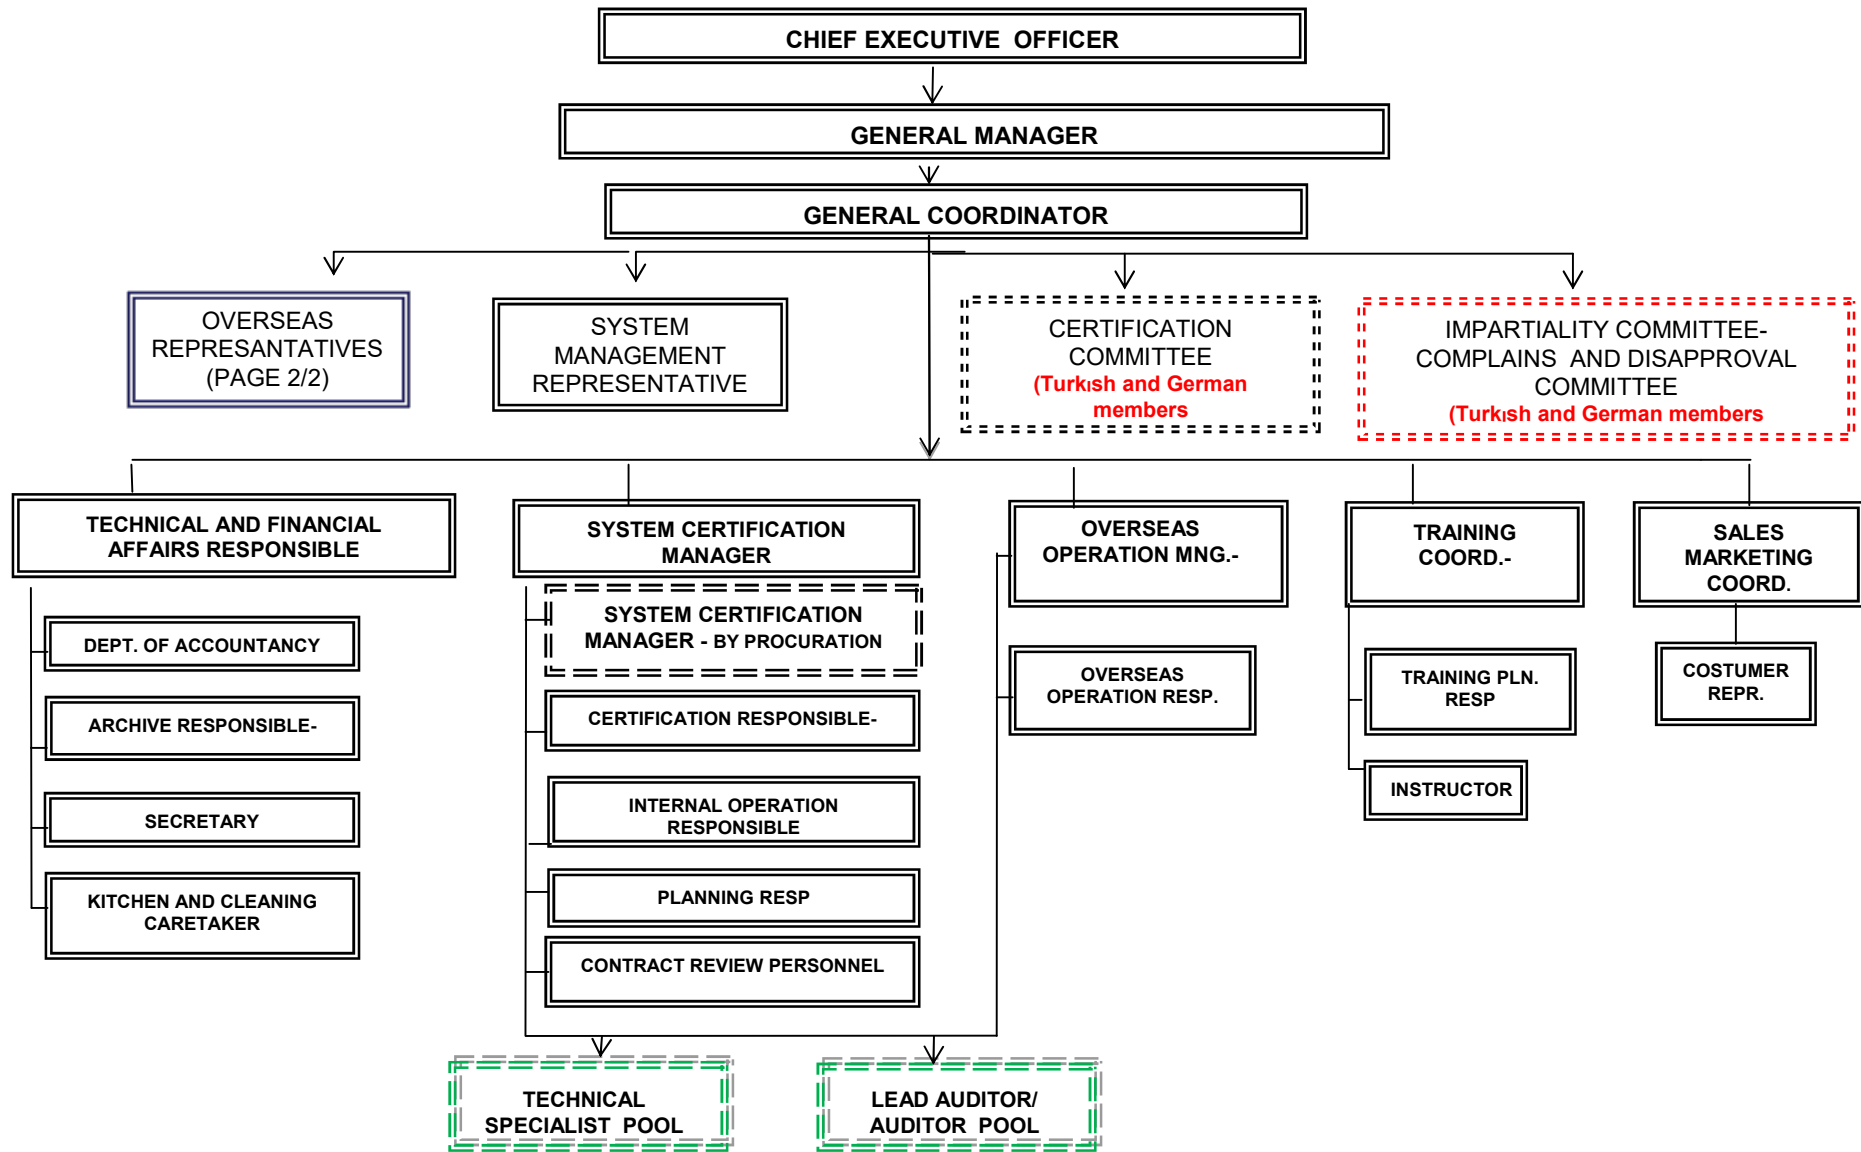 CHIEF EXECUTIVE OFFICER
GENERAL MANAGER
GENERAL COORDINATOR
OVERSEAS
REPRESANTATIVES
(PAGE 2/2)
SYSTEM
MANAGEMENT
REPRESENTATIVE
CERTIFICATION
COMMITTEE
(Turkısh and German
members
IMPARTIALITY COMMITTEE-
COMPLAINS AND DISAPPROVAL
COMMITTEE
(Turkısh and German members
TECHNICAL AND FINANCIAL
AFFAIRS RESPONSIBLE
DEPT. OF ACCOUNTANCY
ARCHIVE RESPONSIBLE-
SECRETARY
KITCHEN AND CLEANING
CARETAKER
SYSTEM CERTIFICATION
MANAGER
SYSTEM CERTIFICATION
MANAGER - BY PROCURATION
CERTIFICATION RESPONSIBLE-
INTERNAL OPERATION
RESPONSIBLE
PLANNING RESP
CONTRACT REVIEW PERSONNEL
OVERSEAS
OPERATION MNG.-
OVERSEAS
OPERATION RESP.
TRAINING
COORD.-
TRAINING PLN.
RESP
INSTRUCTOR
SALES
MARKETING
COORD.
COSTUMER
REPR.
TECHNICAL
SPECIALIST POOL
LEAD AUDITOR/
AUDITOR POOL